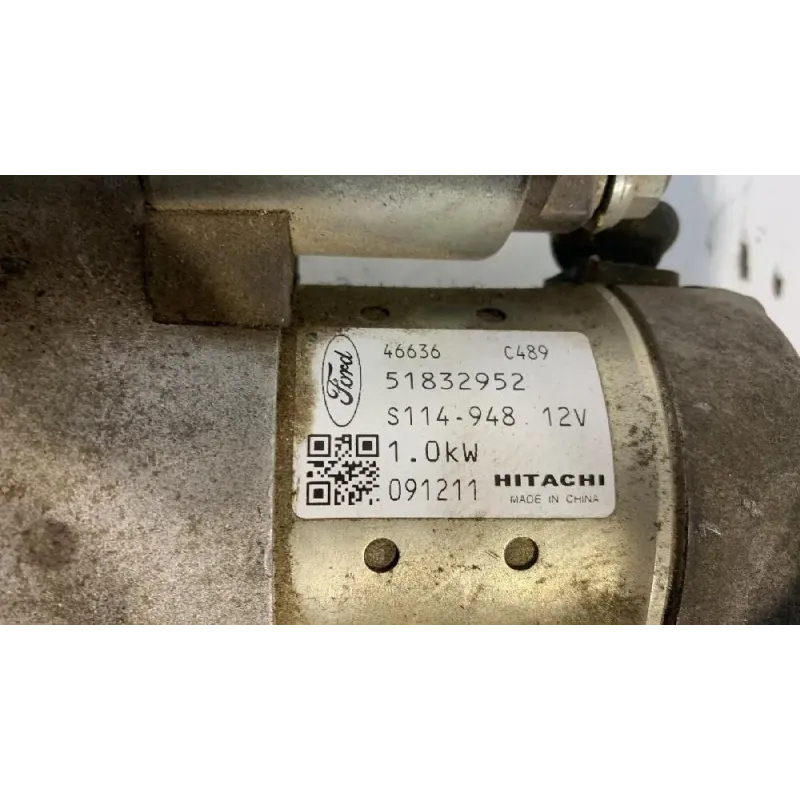 Ford
46636 C489
51832952
S114-948 12V
1.0kW
091211 HITACHI
MADE IN CHINA